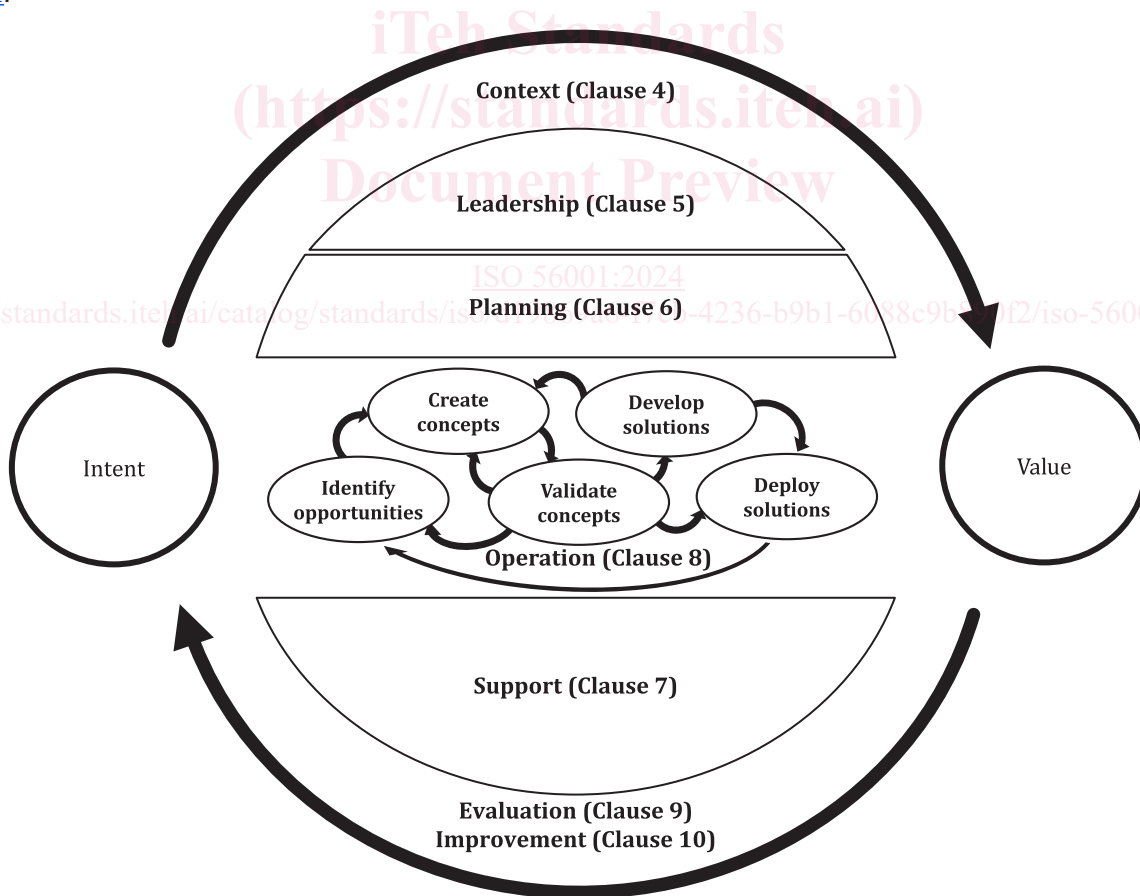 iTeh Standards
Context (Clause 4)
(https://standards.iteh.ai)
Document Preview
Leadership (Clause 5)
ISO 56001:2024
Planning (Clause 6)
Create
concepts
Develop
solutions
Intent
Value
Identify
opportunities
Validate
concepts
Deploy
solutions
Operation (Clause 8)
Support (Clause 7)
Evaluation (Clause 9)
Improvement (Clause 10)